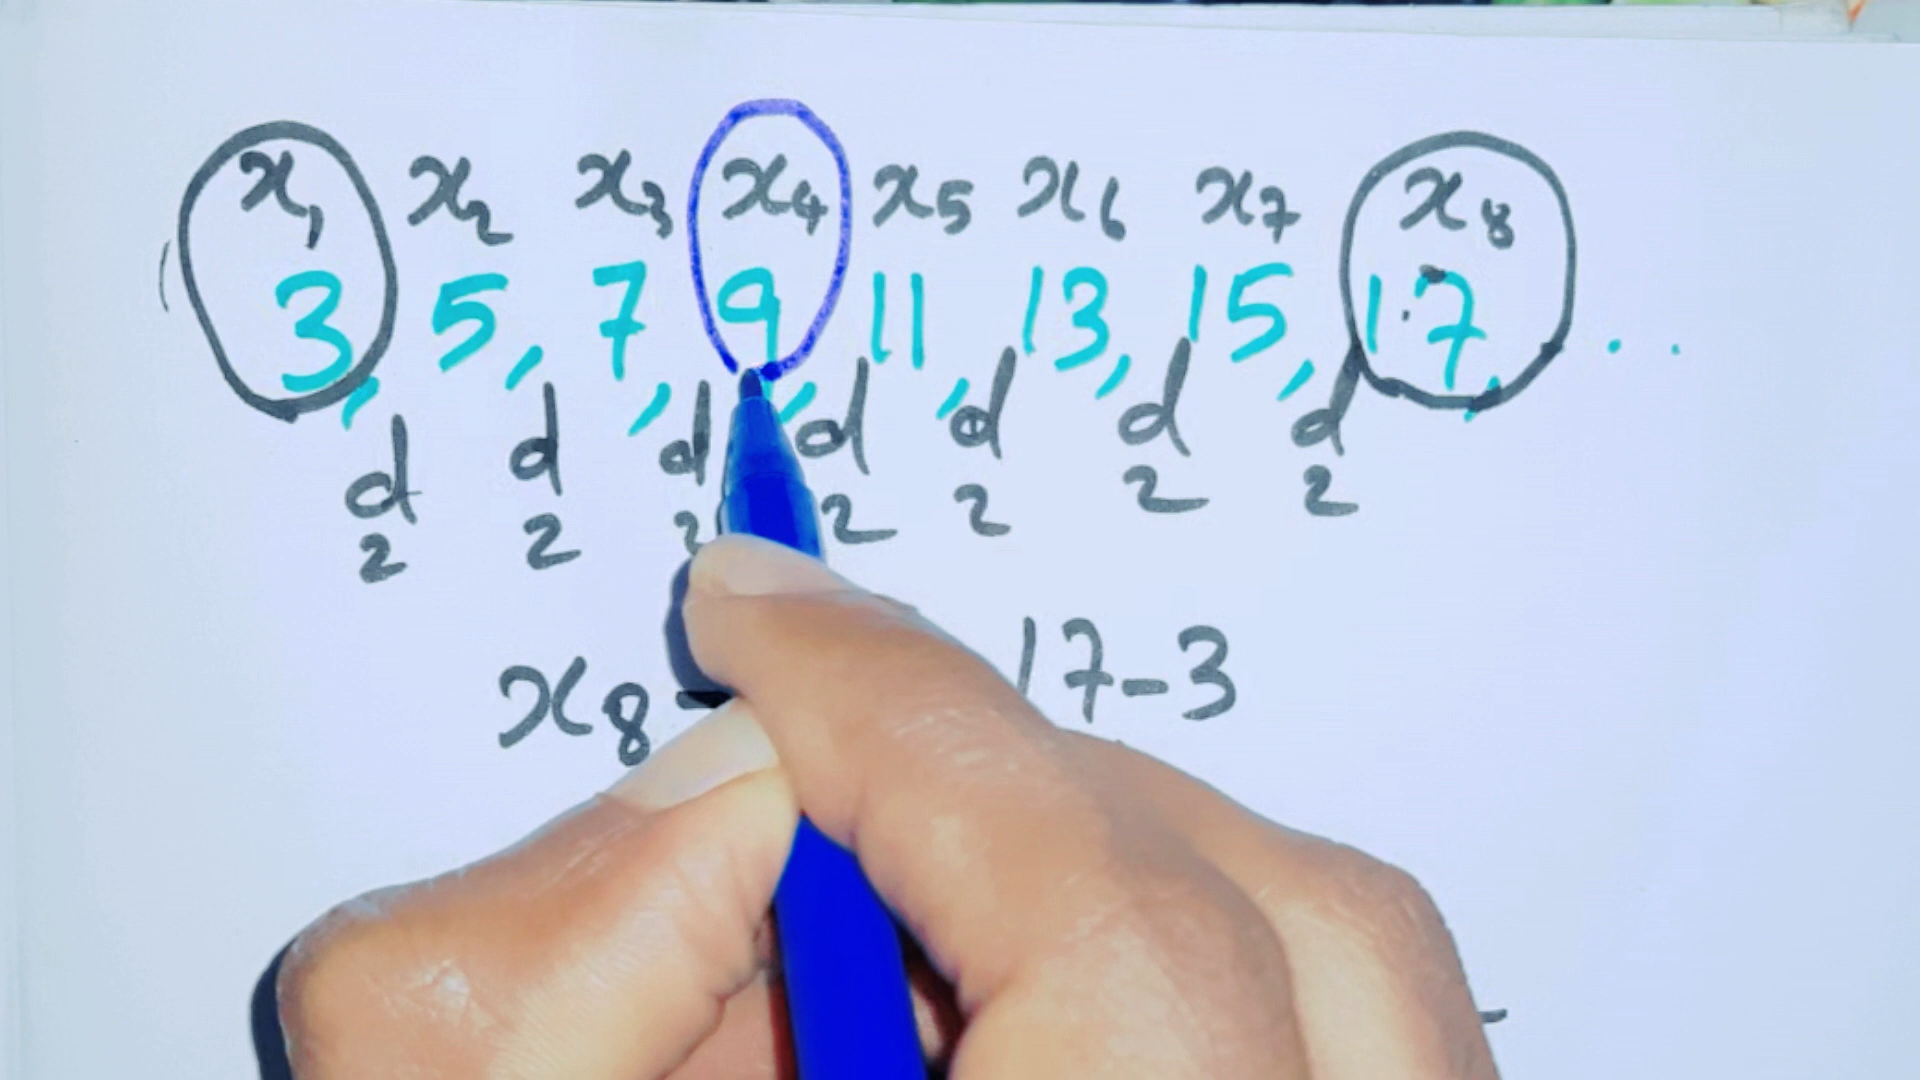 x₁ x₂ x₃ x₄ x₅ x₆ x₇ x₈
3, 5, 7, 9, 11, 13, 15, 17, ..
d d d d d d d
2 2 2 2 2 2 2
x₈ - 17-3